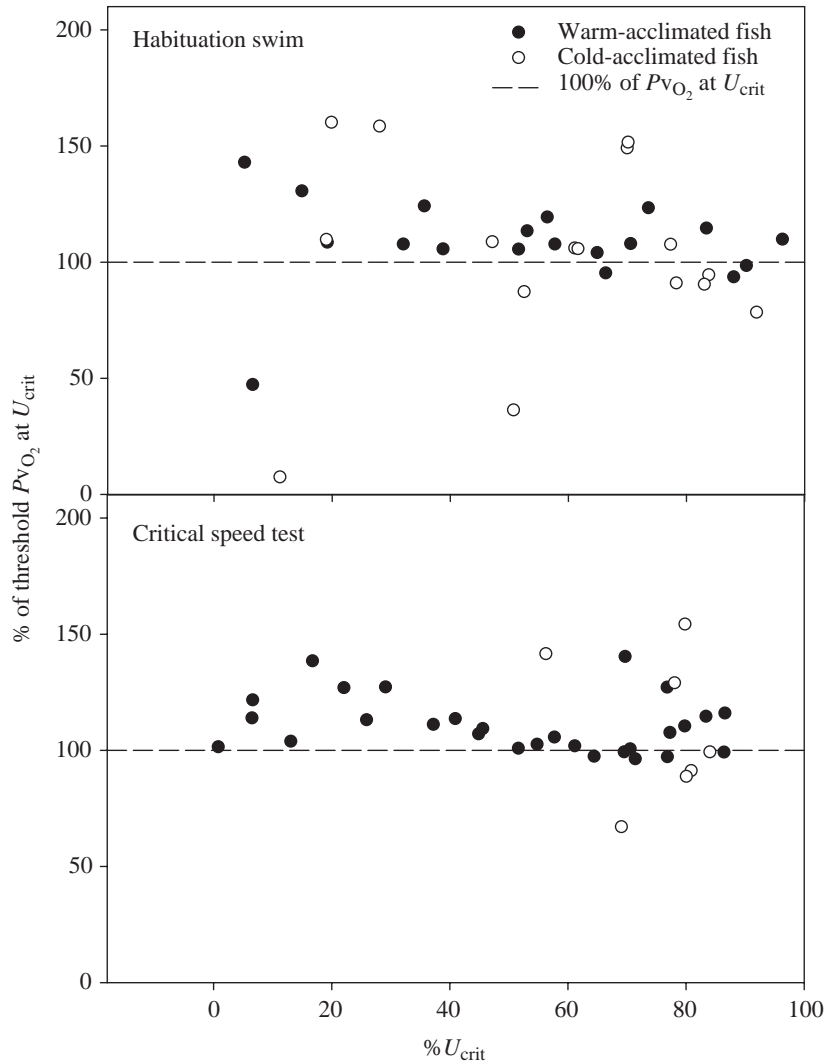 Habituation swim
Warm-acclimated fish
Cold-acclimated fish
100% of PvO2 at Ucrit
200
150
100
50
0
Critical speed test
200
150
100
50
0
0 20 40 60 80 100
% of threshold PvO2 at Ucrit
%Ucrit